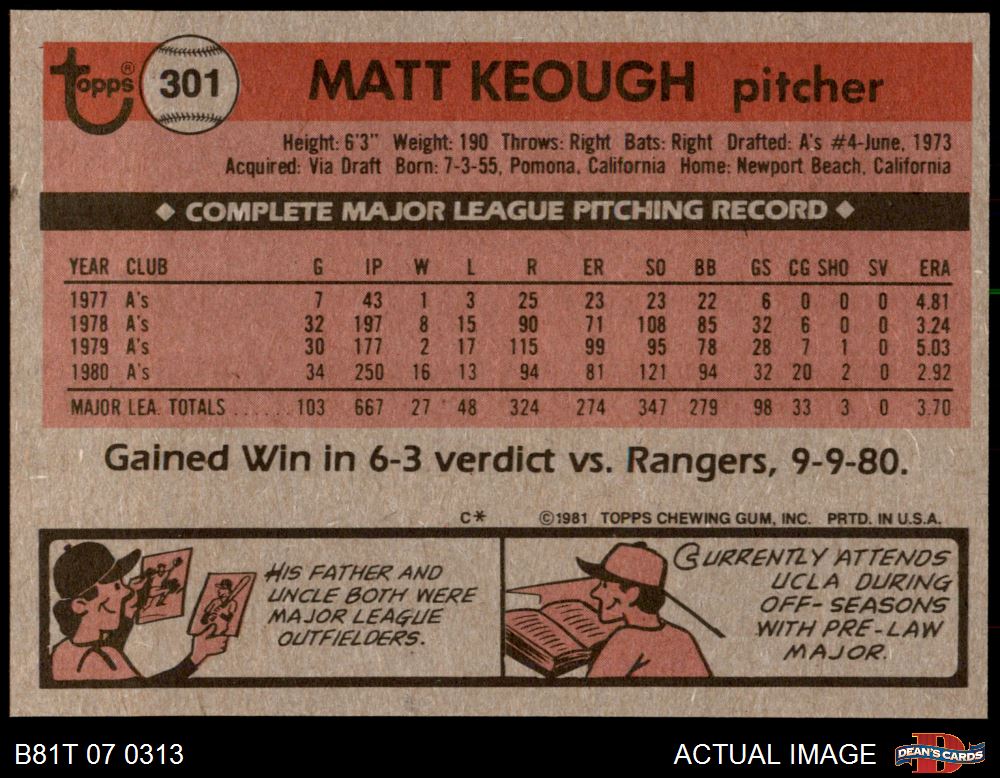 topps® 301 MATT KEOUGH pitcher
Height: 6'3" Weight: 190 Throws: Right Bats: Right Drafted: A's #4-June, 1973
Acquired: Via Draft Born: 7-3-55, Pomona, California Home: Newport Beach, California
◆ COMPLETE MAJOR LEAGUE PITCHING RECORD ◆
YEAR CLUB G IP W L R ER SO BB GS CG SHO SV ERA
1977 A's 7 43 1 3 25 23 23 22 6 0 0 0 4.81
1978 A's 32 197 8 15 90 71 108 85 32 6 0 0 3.24
1979 A's 30 177 2 17 115 99 95 78 28 7 1 0 5.03
1980 A's 34 250 16 13 94 81 121 94 32 20 2 0 2.92
MAJOR LEA. TOTALS ...... 103 667 27 48 324 274 347 279 98 33 3 0 3.70
Gained Win in 6-3 verdict vs. Rangers, 9-9-80.
C* ©1981 TOPPS CHEWING GUM, INC. PRTD. IN U.S.A.
HIS FATHER AND
UNCLE BOTH WERE
MAJOR LEAGUE
OUTFIELDERS.
CURRENTLY ATTENDS
UCLA DURING
OFF-SEASONS
WITH PRE-LAW
MAJOR.
B81T 07 0313 ACTUAL IMAGE DEAN'S CARDS